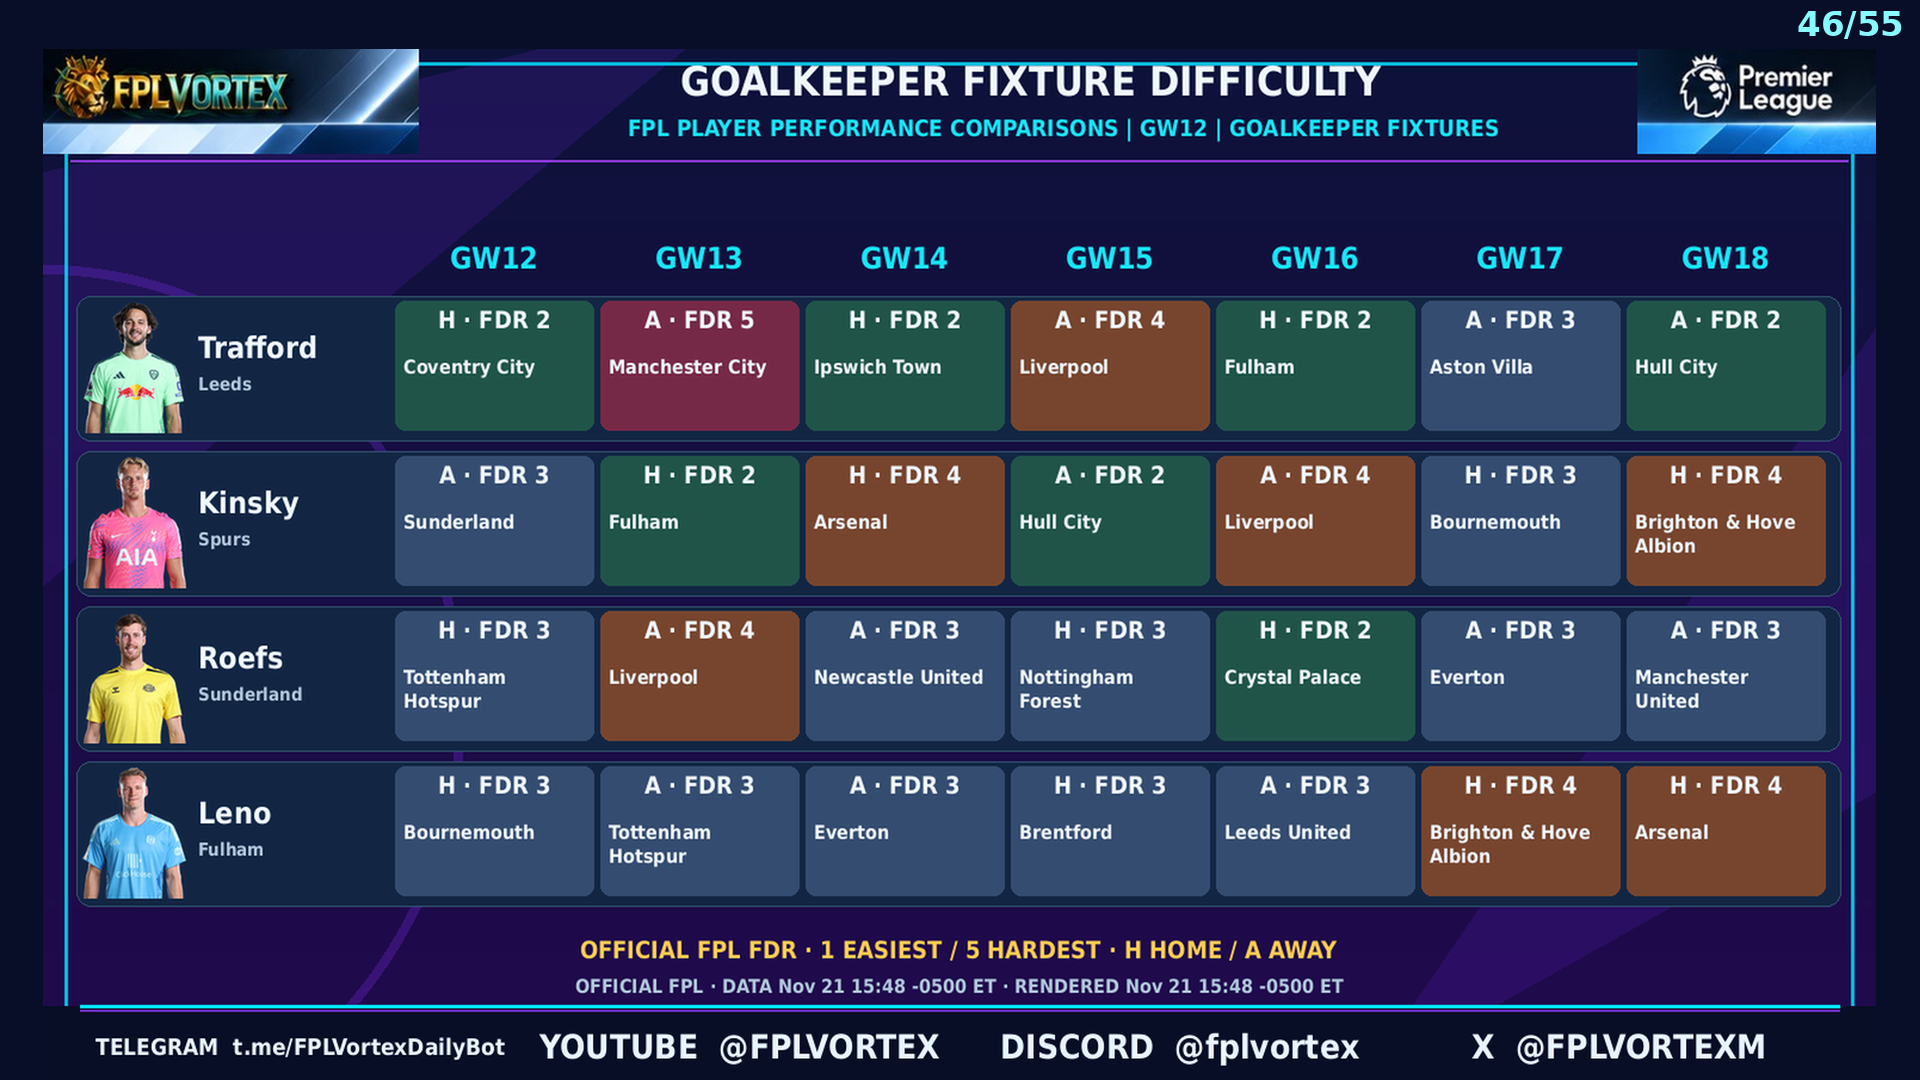 46/55
FPLVORTEX
GOALKEEPER FIXTURE DIFFICULTY
Premier
League
FPL PLAYER PERFORMANCE COMPARISONS | GW12 | GOALKEEPER FIXTURES
GW12 GW13 GW14 GW15 GW16 GW17 GW18
Trafford
Leeds
H · FDR 2 A · FDR 5 H · FDR 2 A · FDR 4 H · FDR 2 A · FDR 3 A · FDR 2
Coventry City Manchester City Ipswich Town Liverpool Fulham Aston Villa Hull City
Kinsky
Spurs
AIA
A · FDR 3 H · FDR 2 H · FDR 4 A · FDR 2 A · FDR 4 H · FDR 3 H · FDR 4
Sunderland Fulham Arsenal Hull City Liverpool Bournemouth Brighton & Hove
Albion
Roefs
Sunderland
H · FDR 3 A · FDR 4 A · FDR 3 H · FDR 3 H · FDR 2 A · FDR 3 A · FDR 3
Tottenham Liverpool Newcastle United Nottingham Crystal Palace Everton Manchester
Hotspur Forest United
Leno
Fulham
H · FDR 3 A · FDR 3 A · FDR 3 H · FDR 3 A · FDR 3 H · FDR 4 H · FDR 4
Bournemouth Tottenham Everton Brentford Leeds United Brighton & Hove Arsenal
Hotspur Albion
OFFICIAL FPL FDR · 1 EASIEST / 5 HARDEST · H HOME / A AWAY
OFFICIAL FPL · DATA Nov 21 15:48 -0500 ET · RENDERED Nov 21 15:48 -0500 ET
TELEGRAM t.me/FPLVortexDailyBot YOUTUBE @FPLVORTEX DISCORD @fplvortex X @FPLVORTEXM